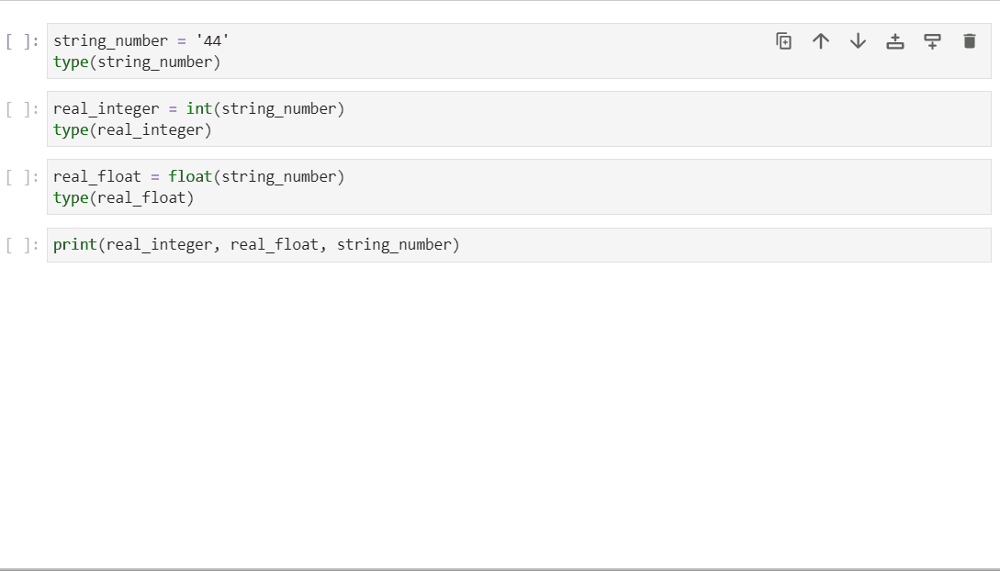 [ ]: string_number = '44'
type(string_number)
[ ]: real_integer = int(string_number)
type(real_integer)
[ ]: real_float = float(string_number)
type(real_float)
[ ]: print(real_integer, real_float, string_number)